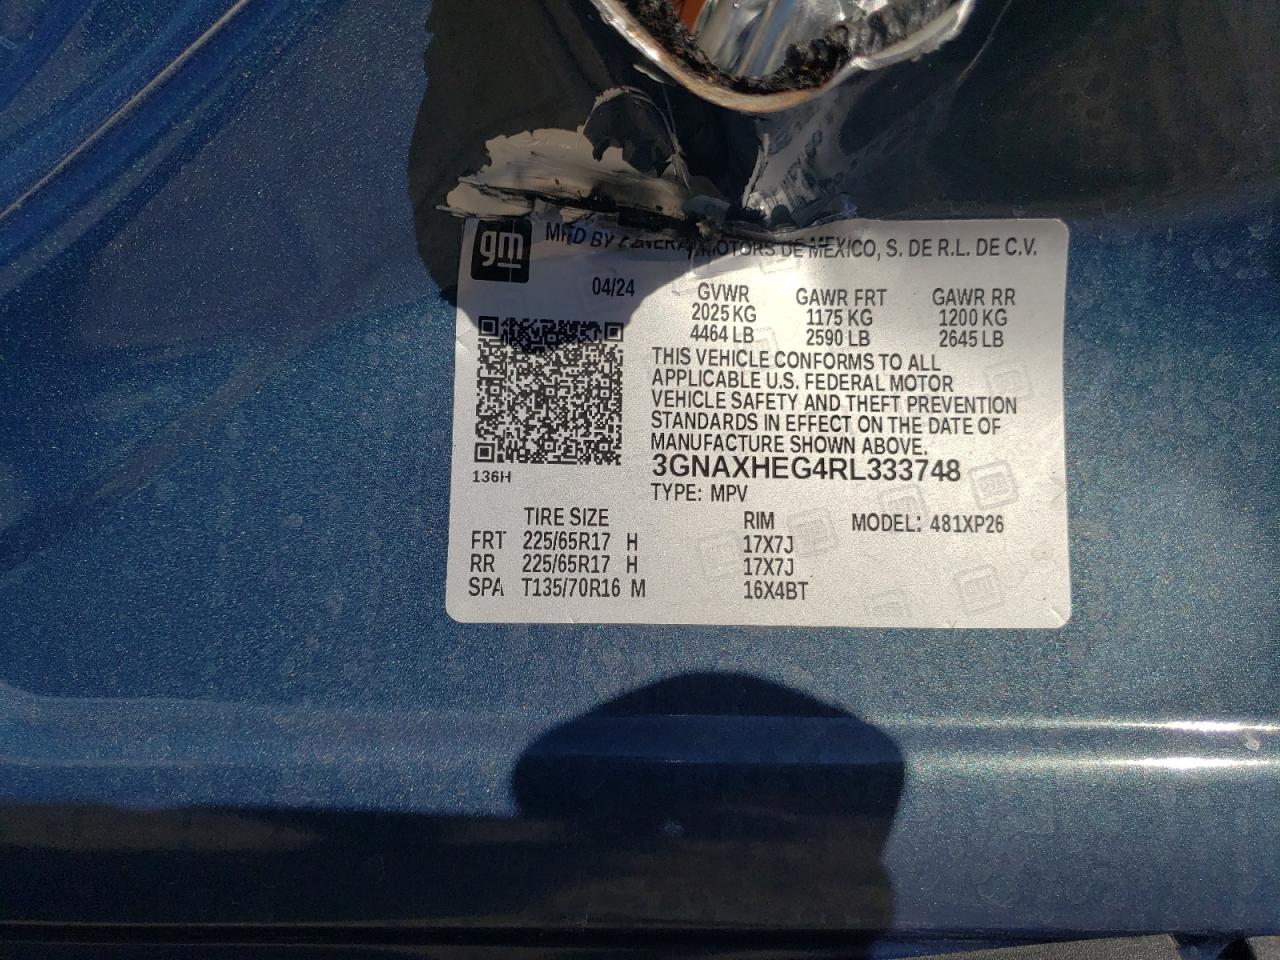 gm
MFD BY GENERAL MOTORS DE MEXICO, S. DE R.L. DE C.V.
04/24
GVWR GAWR FRT GAWR RR
2025 KG 1175 KG 1200 KG
4464 LB 2590 LB 2645 LB
THIS VEHICLE CONFORMS TO ALL
APPLICABLE U.S. FEDERAL MOTOR
VEHICLE SAFETY AND THEFT PREVENTION
STANDARDS IN EFFECT ON THE DATE OF
MANUFACTURE SHOWN ABOVE.
3GNAXHEG4RL333748
136H
TYPE: MPV
TIRE SIZE RIM MODEL: 481XP26
FRT 225/65R17 H 17X7J
RR 225/65R17 H 17X7J
SPA T135/70R16 M 16X4BT